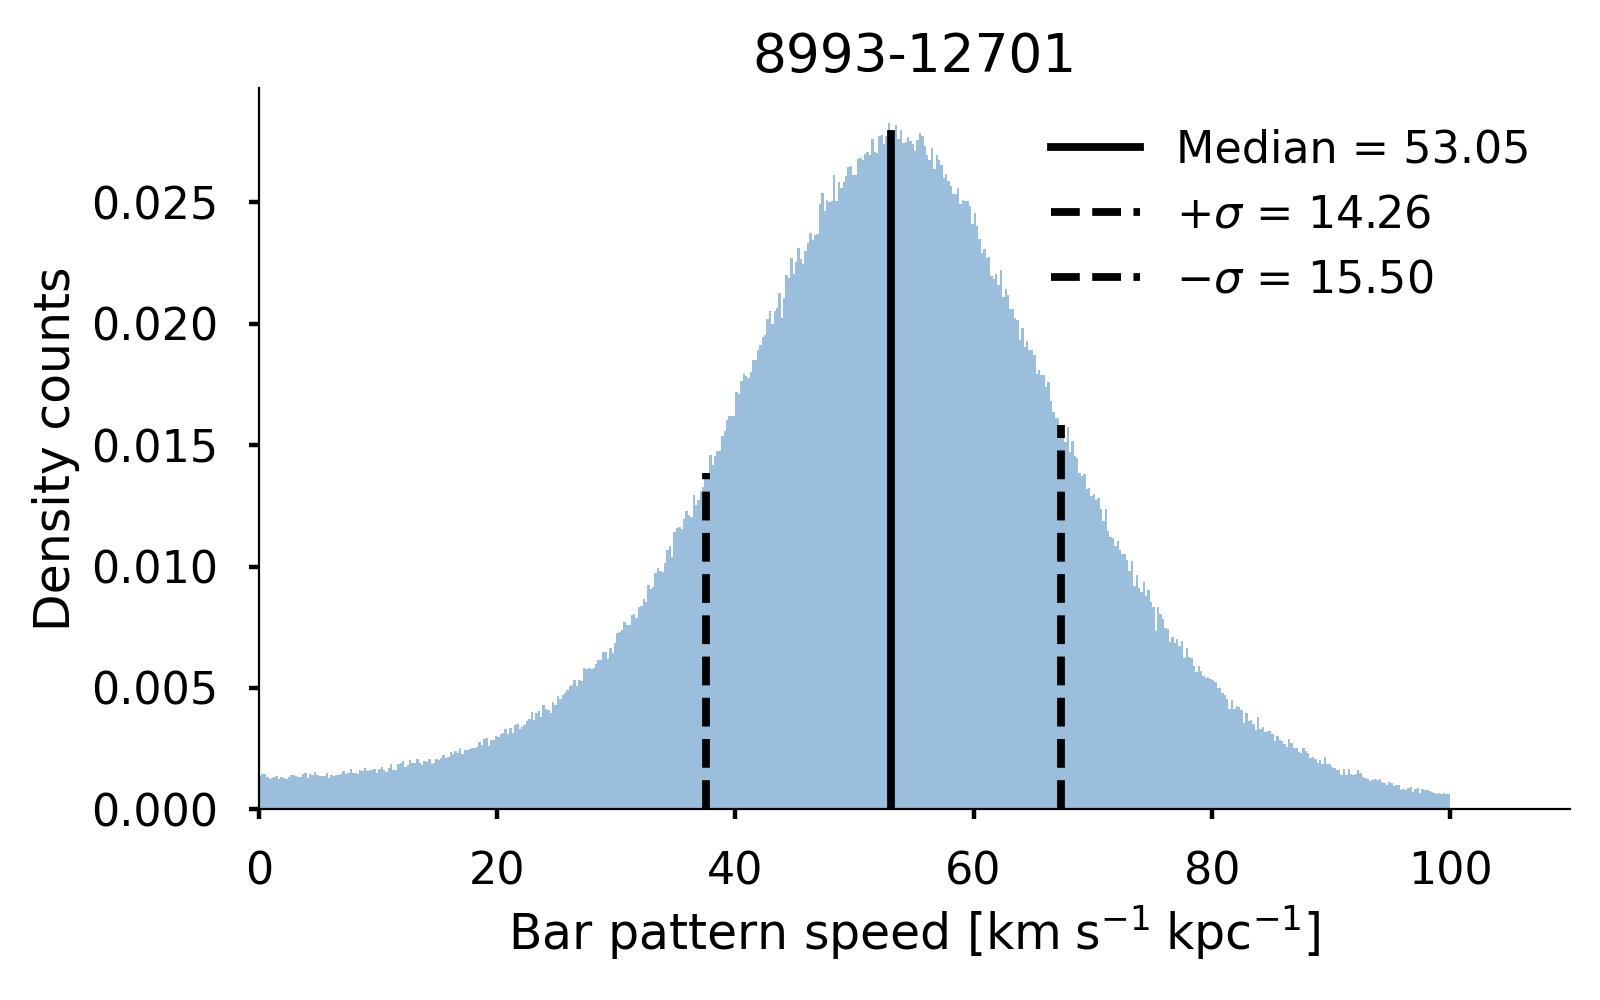 8993-12701
Median = 53.05
+σ = 14.26
−σ = 15.50
Density counts
0.025
0.020
0.015
0.010
0.005
0.000
0 20 40 60 80 100
Bar pattern speed [km s⁻¹ kpc⁻¹]